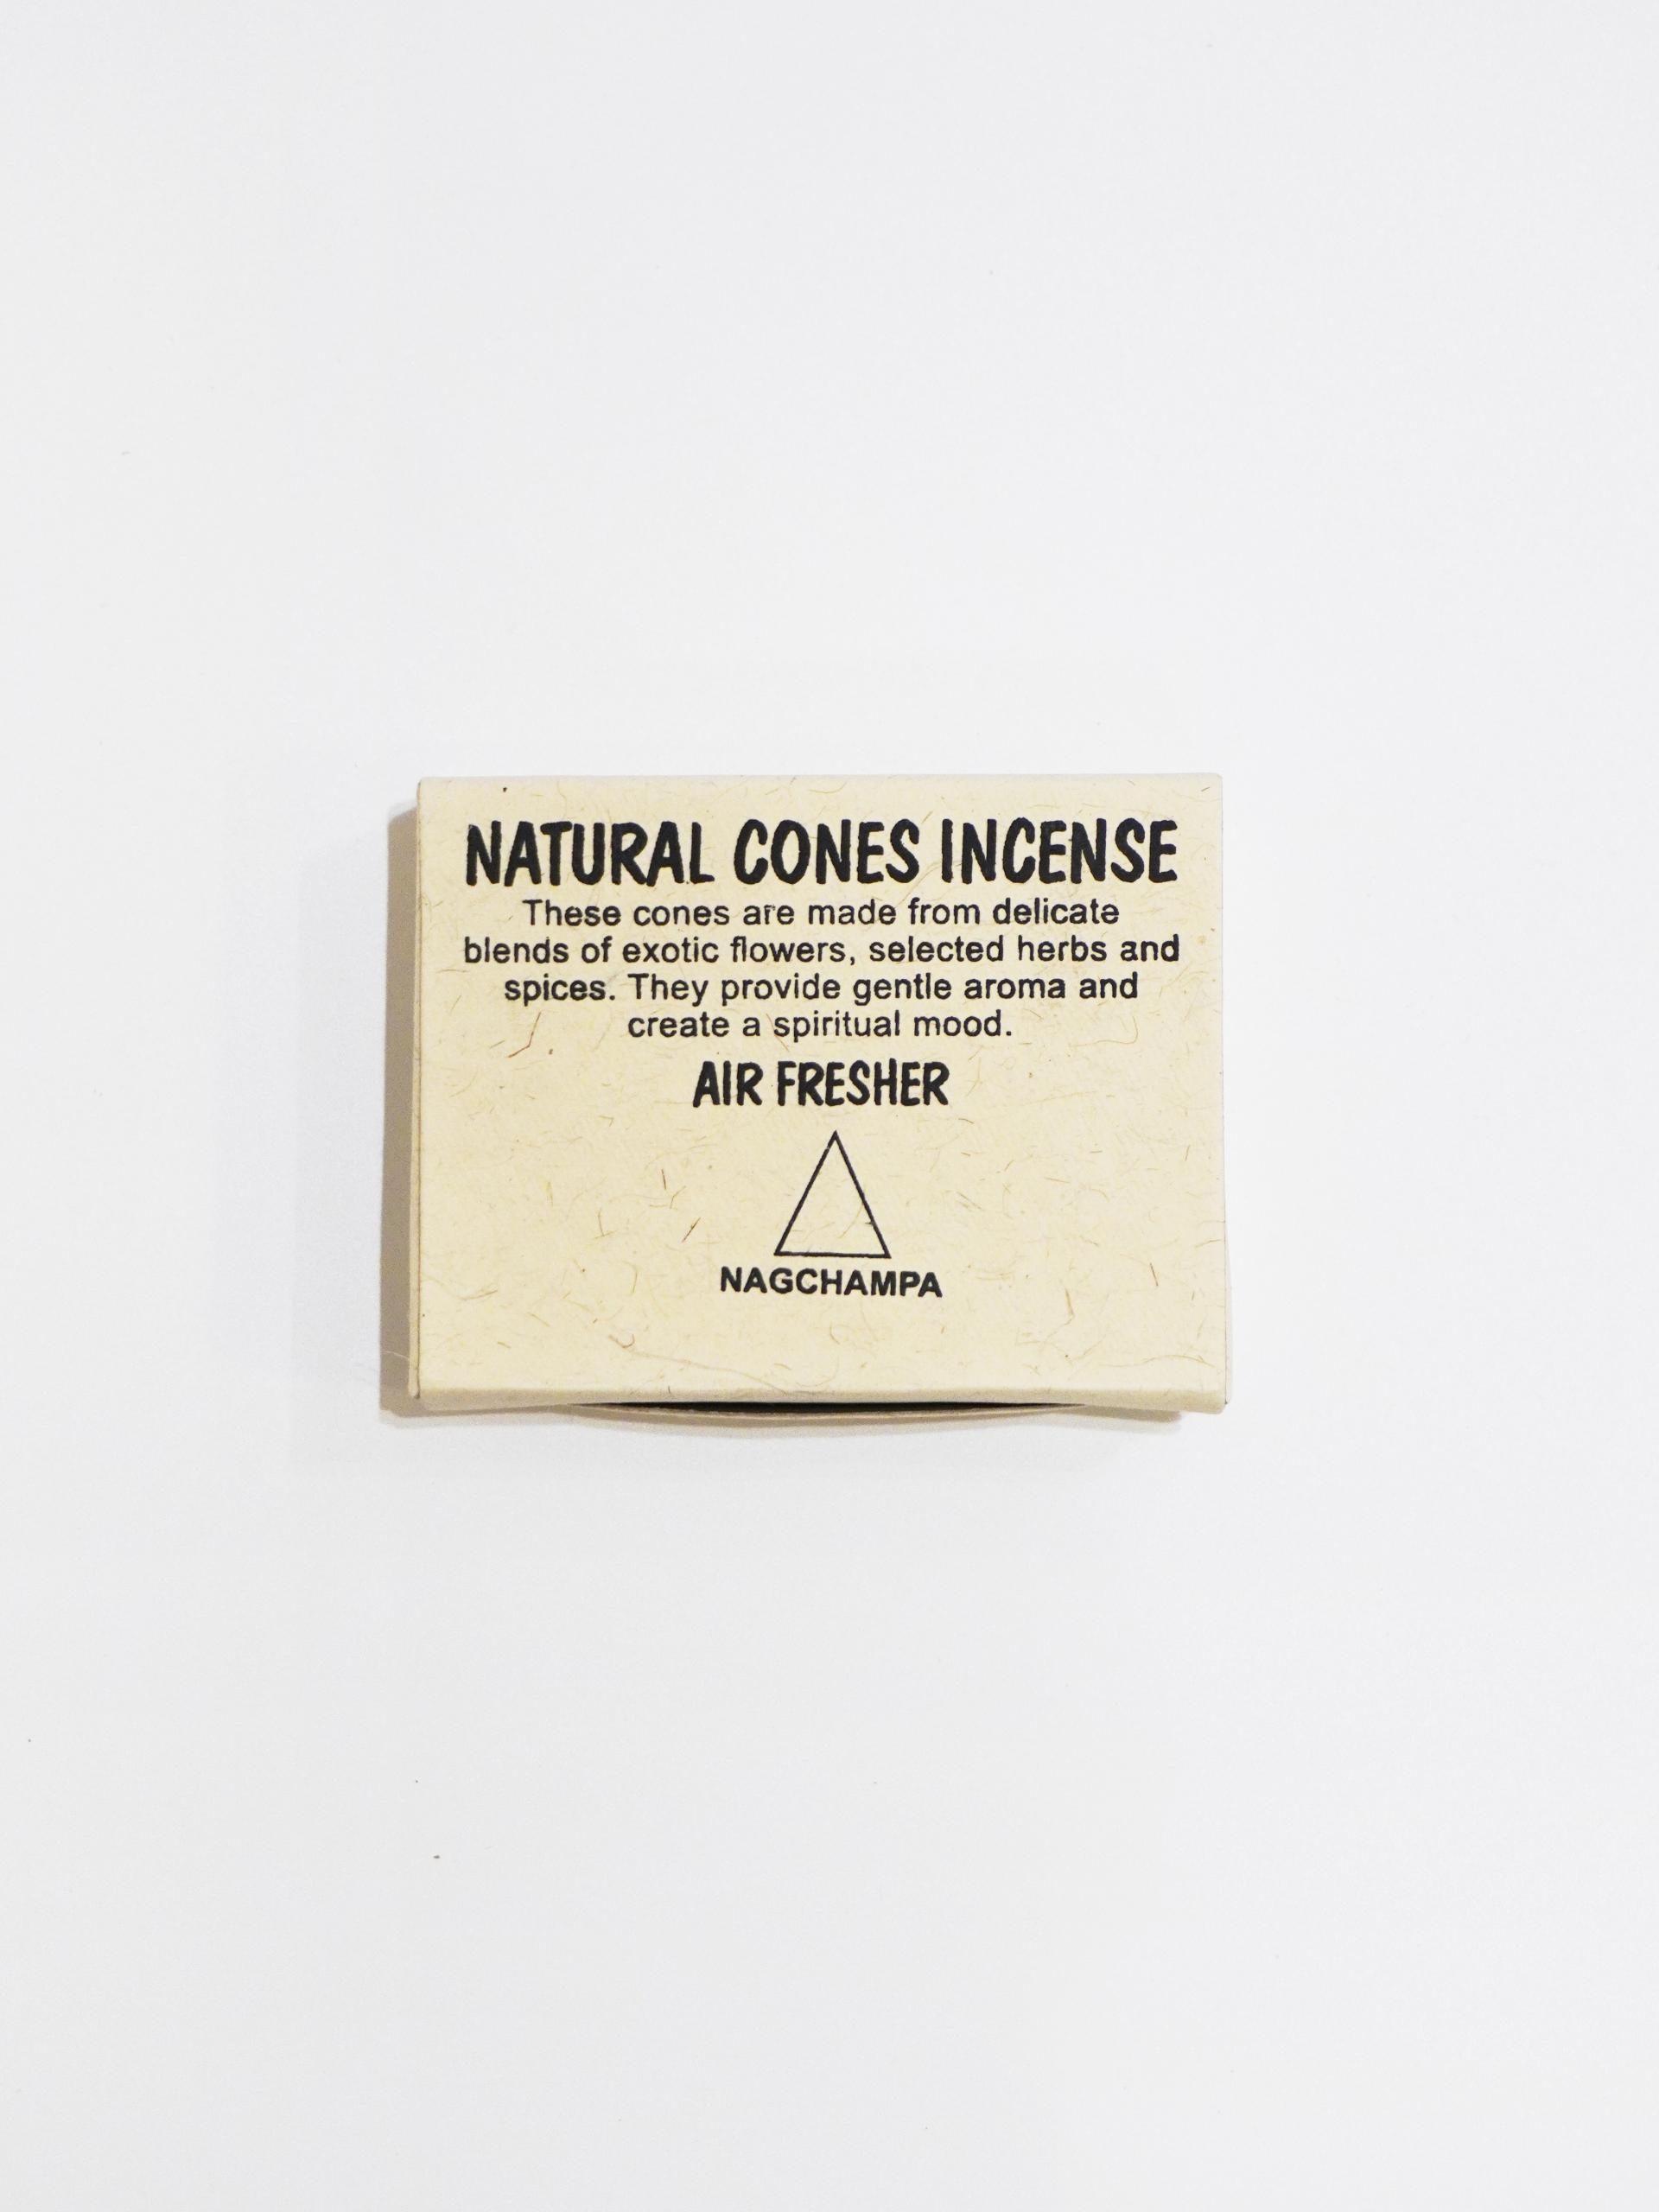 NATURAL CONES INCENSE
These cones are made from delicate
blends of exotic flowers, selected herbs and
spices. They provide gentle aroma and
create a spiritual mood.
AIR FRESHER
NAGCHAMPA